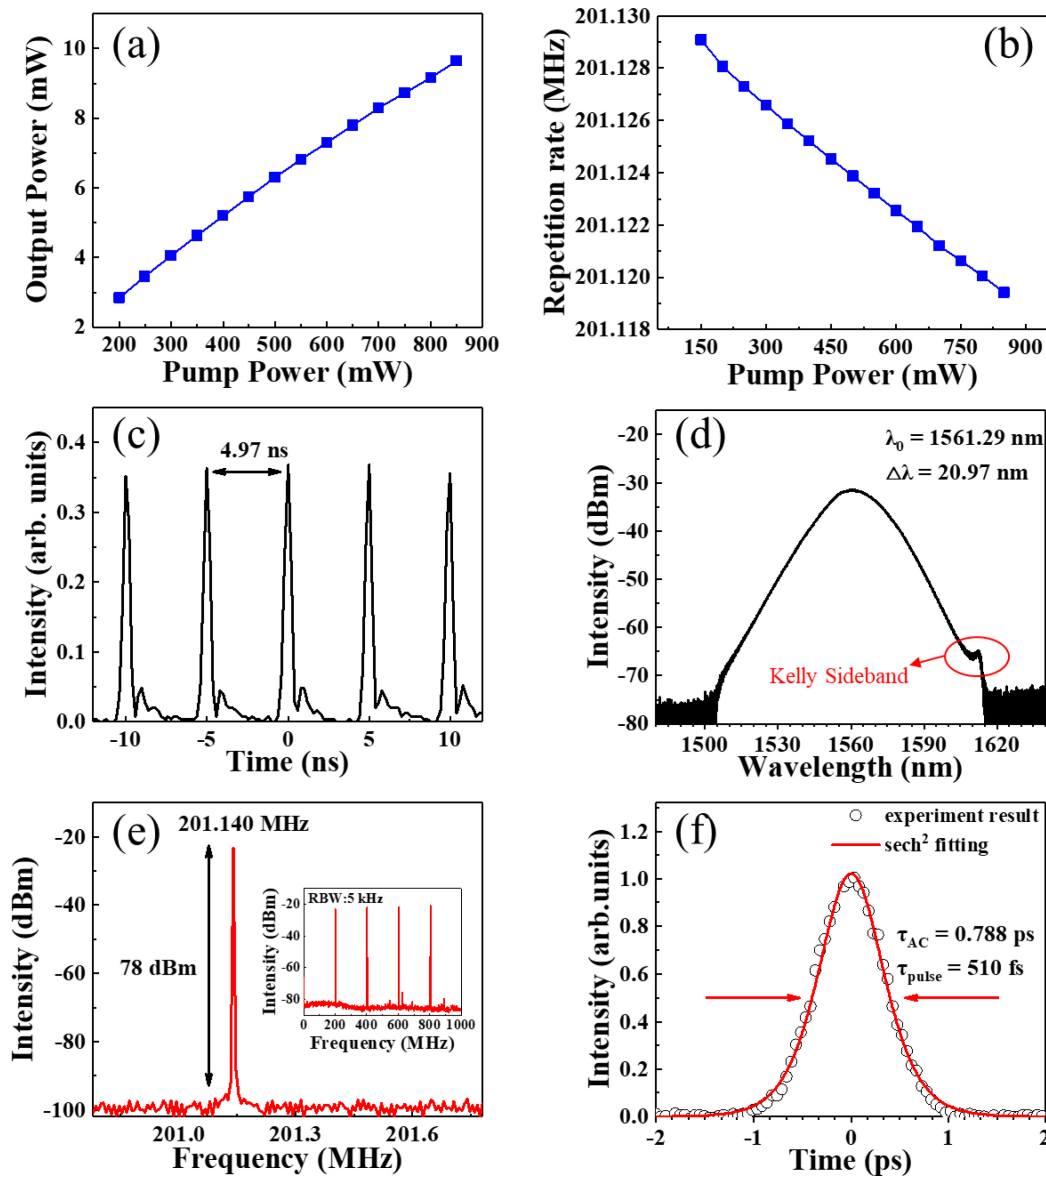 (a)
Output Power (mW)
10
8
6
4
2
200 300 400 500 600 700 800 900
Pump Power (mW)
(b)
Repetition rate (MHz)
201.130
201.128
201.126
201.124
201.122
201.120
201.118
150 300 450 600 750 900
Pump Power (mW)
(c)
4.97 ns
Intensity (arb. units)
0.4
0.3
0.2
0.1
0.0
-10 -5 0 5 10
Time (ns)
(d)
λ₀ = 1561.29 nm
△λ = 20.97 nm
Kelly Sideband
Intensity (dBm)
-20
-30
-40
-50
-60
-70
-80
1500 1530 1560 1590 1620
Wavelength (nm)
(e)
201.140 MHz
78 dBm
Intensity (dBm)
-20
-40
-60
-80
-100
201.0 201.3 201.6
Frequency (MHz)
RBW:5 kHz
Intensity (dBm)
-20
-40
-60
-80
0 200 400 600 800 1000
Frequency (MHz)
(f)
experiment result
sech² fitting
τAC = 0.788 ps
τpulse = 510 fs
Intensity (arb.units)
1.2
1.0
0.8
0.6
0.4
0.2
0.0
-2 -1 0 1 2
Time (ps)